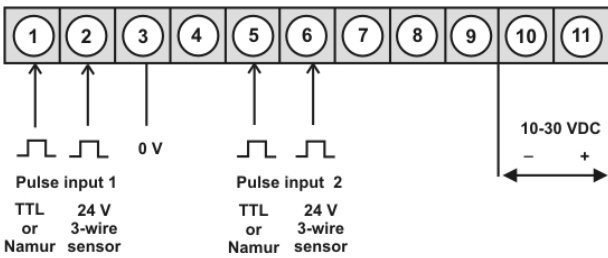 1 2 3 4 5 6 7 8 9 10 11
10-30 VDC
– +
0 V
Pulse input 1
Pulse input 2
TTL or Namur
24 V 3-wire sensor
TTL or Namur
24 V 3-wire sensor